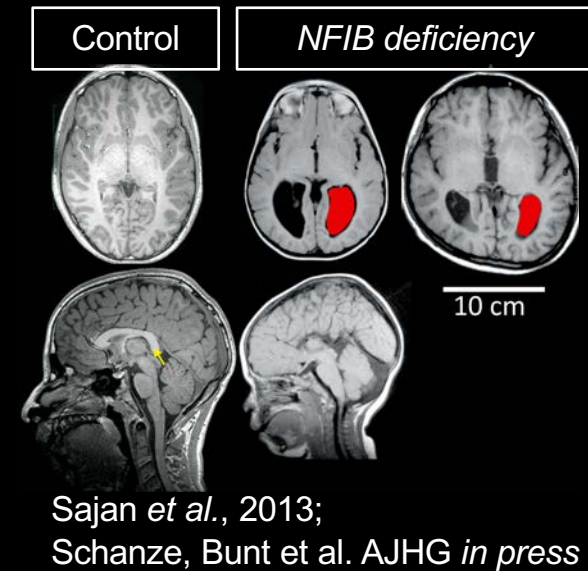 Control
NFIB deficiency
10 cm
Sajan et al., 2013;
Schanze, Bunt et al. AJHG in press